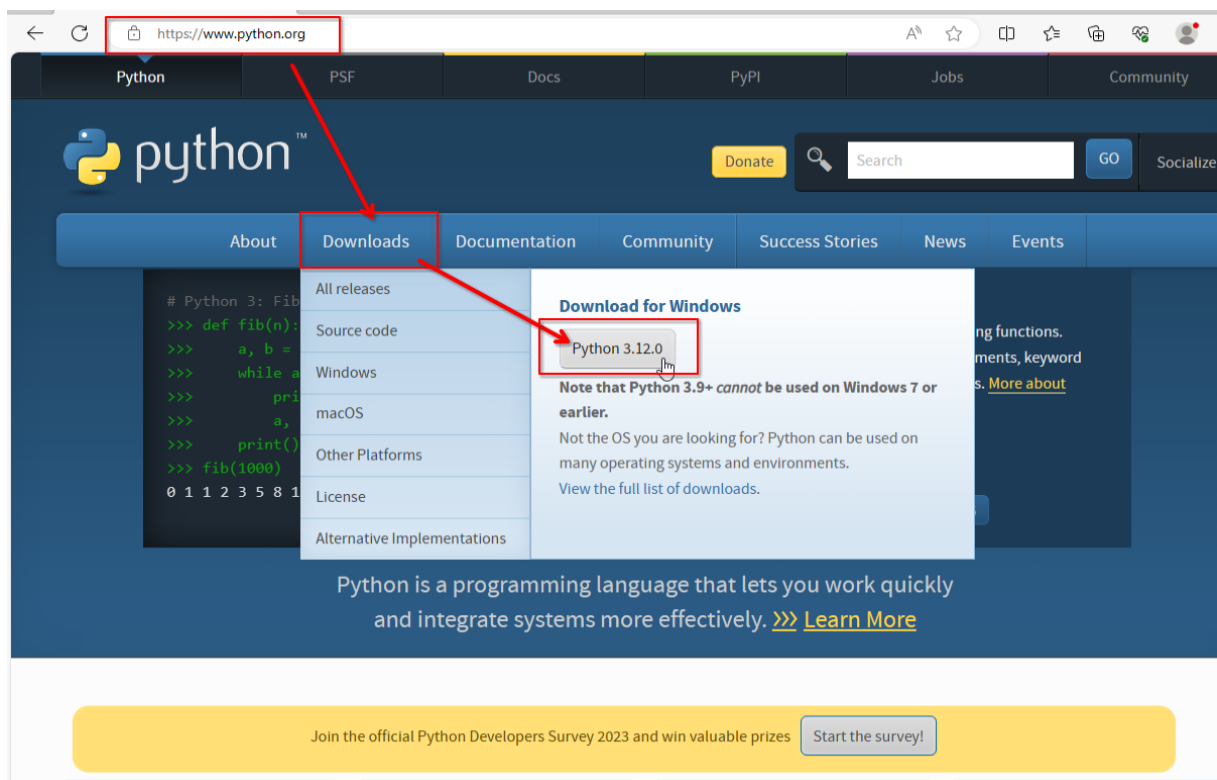 https://www.python.org
Python PSF Docs PyPI Jobs Community
python™
Donate Search GO Socialize
About Downloads Documentation Community Success Stories News Events
# Python 3: Fib
>>> def fib(n):
>>> a, b =
>>> while a
>>> pri
>>> a,
>>> print()
>>> fib(1000)
0 1 1 2 3 5 8 1
All releases
Source code
Windows
macOS
Other Platforms
License
Alternative Implementations
Download for Windows
Python 3.12.0
Note that Python 3.9+ cannot be used on Windows 7 or
earlier.
Not the OS you are looking for? Python can be used on
many operating systems and environments.
View the full list of downloads.
ng functions.
ments, keyword
s. More about
Python is a programming language that lets you work quickly
and integrate systems more effectively. >>> Learn More
Join the official Python Developers Survey 2023 and win valuable prizes Start the survey!